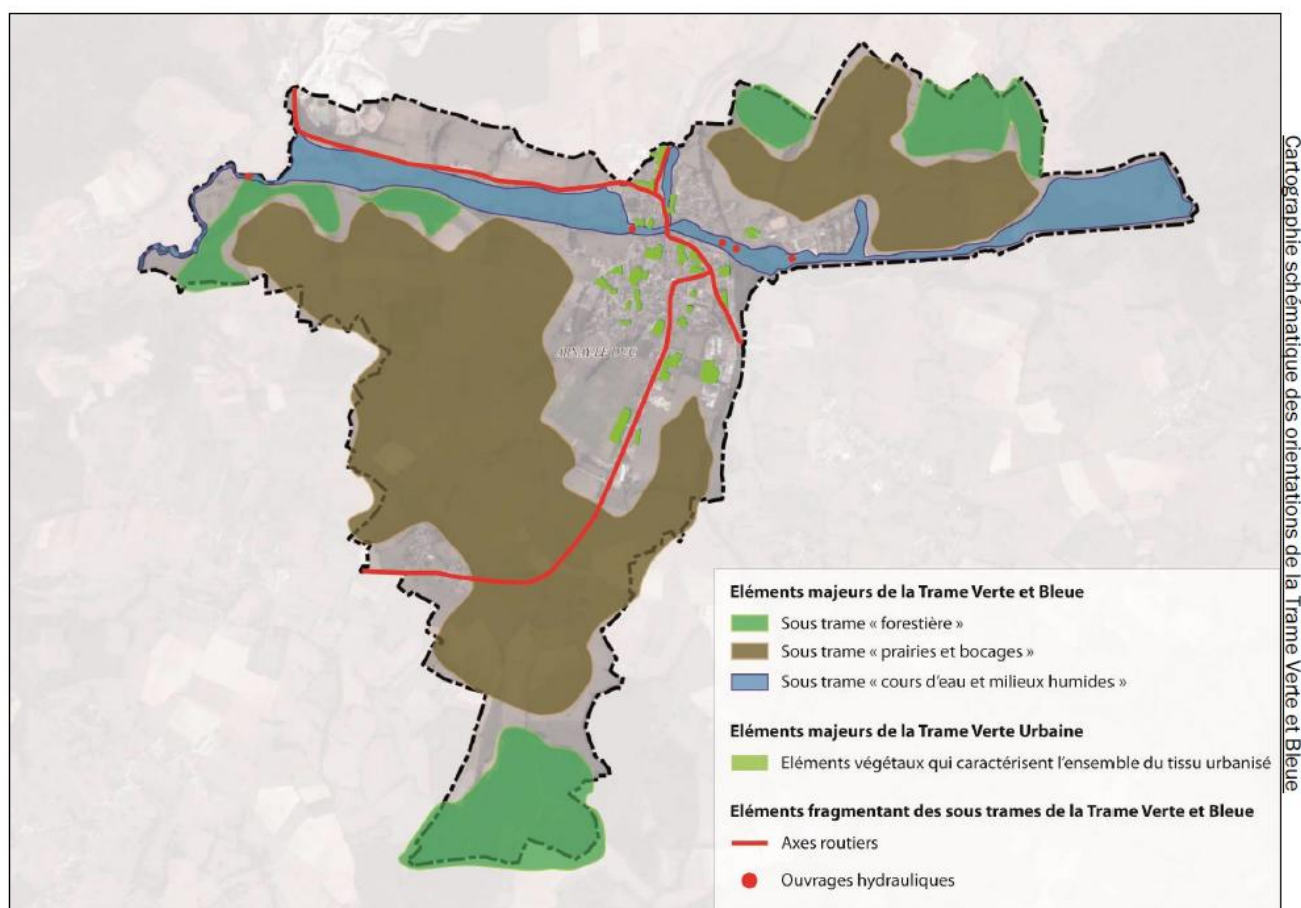 ARNAY-LE-DUC
Eléments majeurs de la Trame Verte et Bleue
Sous trame « forestière »
Sous trame « prairies et bocages »
Sous trame « cours d'eau et milieux humides »
Eléments majeurs de la Trame Verte Urbaine
Eléments végétaux qui caractérisent l'ensemble du tissu urbanisé
Eléments fragmentant des sous trames de la Trame Verte et Bleue
Axes routiers
Ouvrages hydrauliques
Cartographie schématique des orientations de la Trame Verte et Bleue